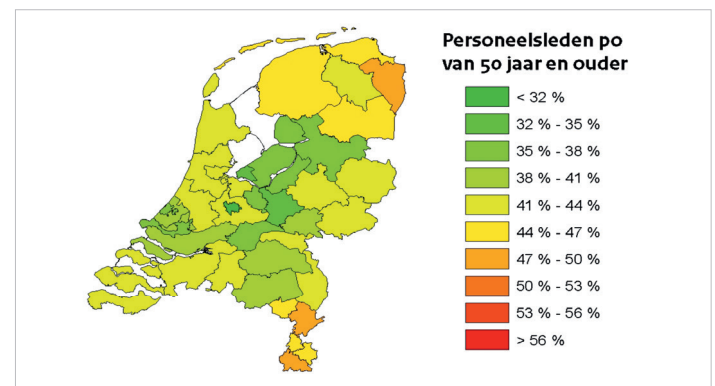 Personeelsleden po
van 50 jaar en ouder
< 32 %
32 % - 35 %
35 % - 38 %
38 % - 41 %
41 % - 44 %
44 % - 47 %
47 % - 50 %
50 % - 53 %
53 % - 56 %
> 56 %